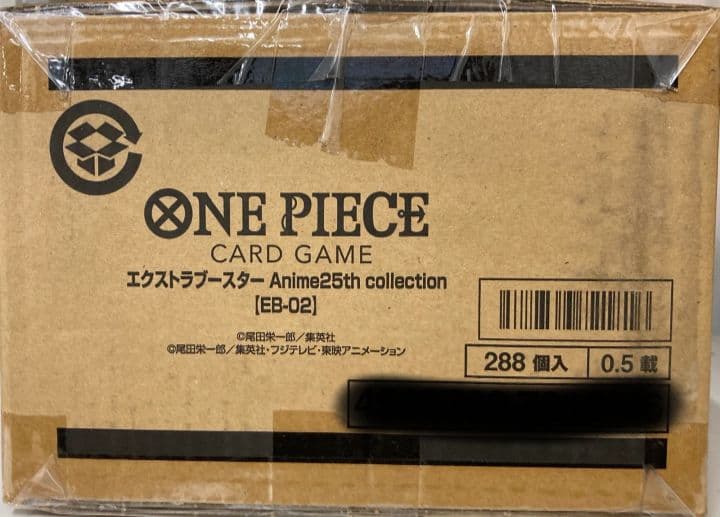 ONE PIECE
CARD GAME
エクストラブースター Anime25th collection
[EB-02]
©尾田栄一郎／集英社
©尾田栄一郎／集英社・フジテレビ・東映アニメーション
288 個入 0.5 載